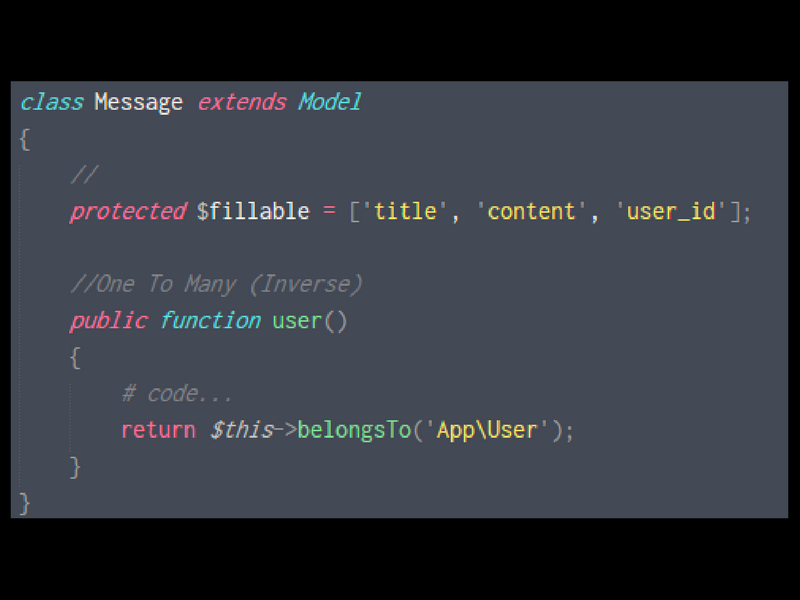 class Message extends Model
{
//
protected $fillable = ['title', 'content', 'user_id'];
//One To Many (Inverse)
public function user()
{
# code...
return $this->belongsTo('App\User');
}
}